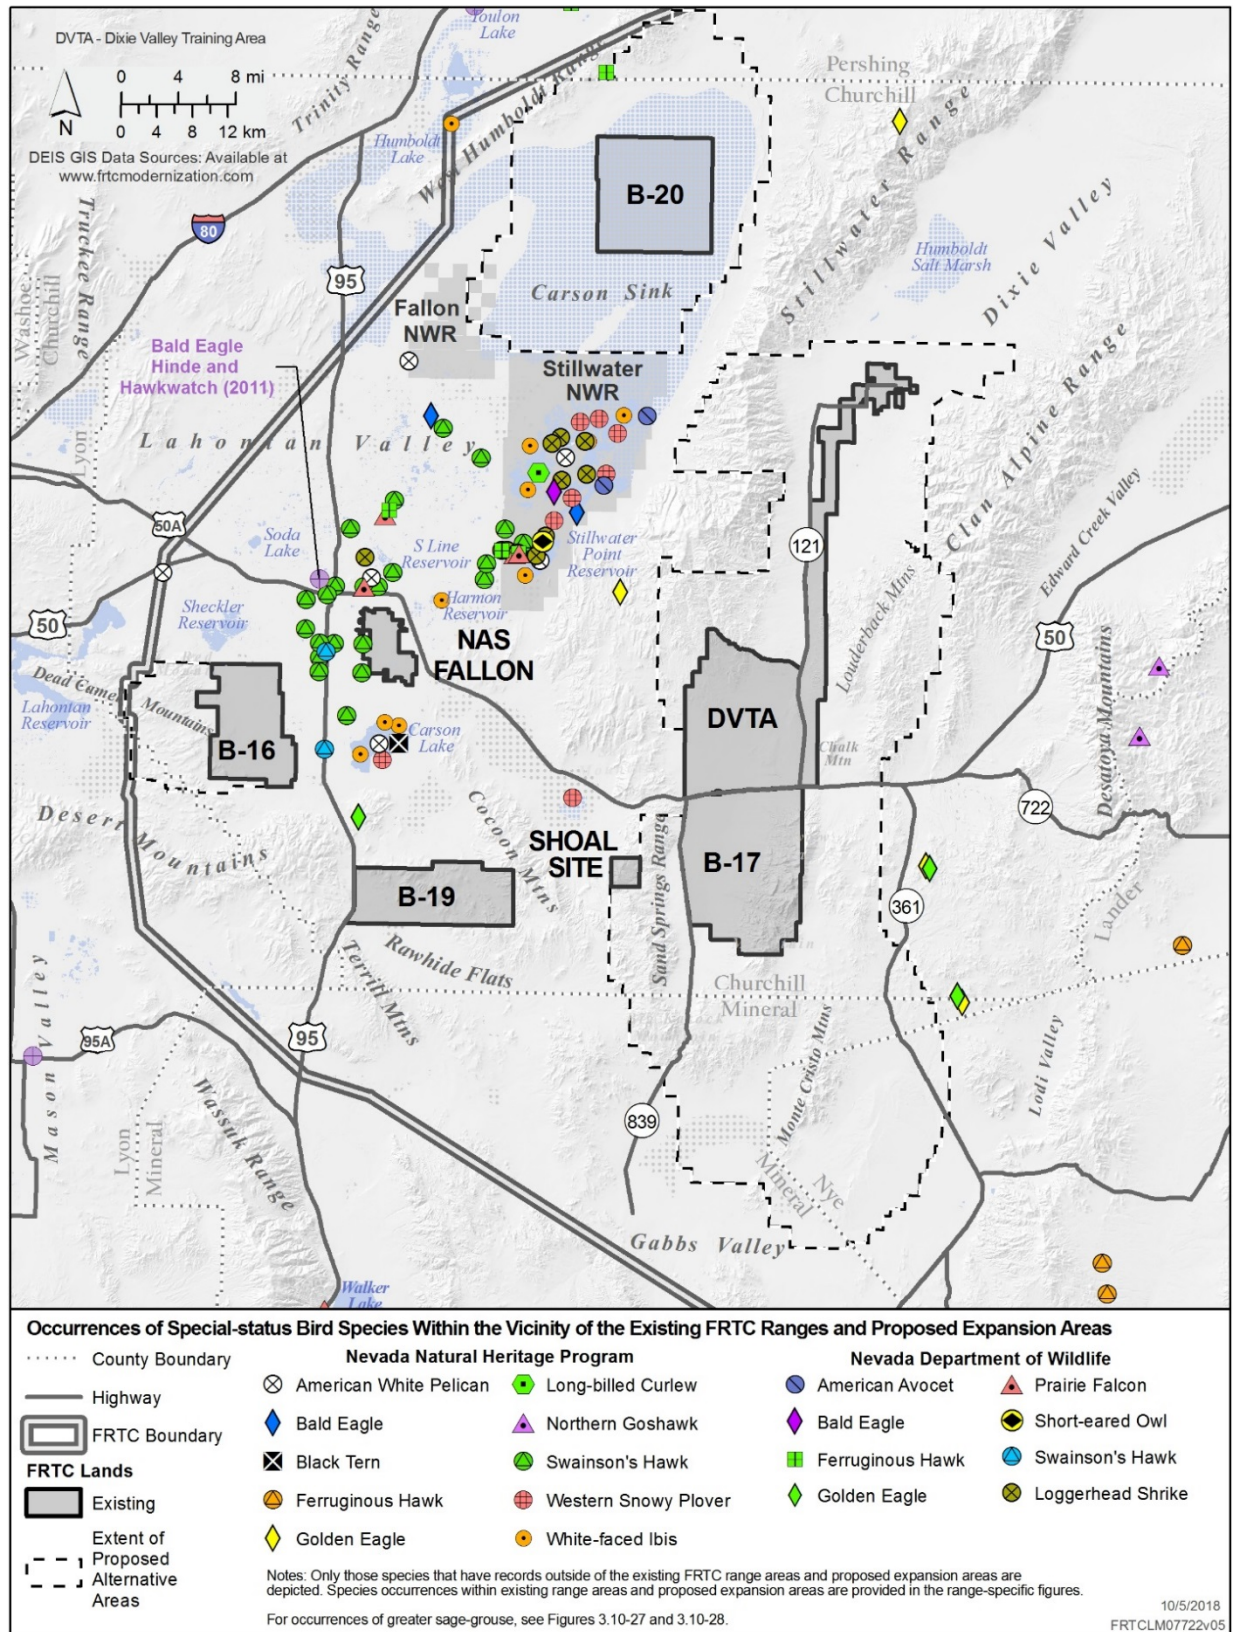 DVTA - Dixie Valley Training Area
0 4 8 mi
0 4 8 12 km
N
DEIS GIS Data Sources: Available at
www.frtcmodernization.com
Toulon
Lake
Trinity Range
West Humboldt Range
Humboldt
Lake
Pershing
Churchill
Stillwater Range
B-20
Truckee Range
80
95
Washoe
Churchill
Carson Sink
Humboldt
Salt Marsh
Dixie Valley
Fallon
NWR
Bald Eagle
Hinde and
Hawkwatch (2011)
Stillwater
NWR
Clan Alpine Range
Lyon
Lahontan Valley
Edward Creek Valley
50A
Soda
Lake
S Line
Reservoir
Stillwater
Point
Reservoir
121
Louderback Mtns
50
Sheckler
Reservoir
Harmon
Reservoir
NAS
FALLON
50
Dead Camel Mountains
Lahontan
Reservoir
B-16
Carson
Lake
DVTA
Chalk
Mtn
Desatoya Mountains
722
Desert Mountains
Cocoon Mtns
SHOAL
SITE
Sand Springs Range
B-17
B-19
361
Lander
Rawhide Flats
Terrill Mtns
Churchill
Mineral
Mason Valley
95A
95
Monte Cristo Mtns
Lodi Valley
Wassuk Range
Lyon
Mineral
839
Mineral
Nye
Gabbs Valley
Walker
Lake
Occurrences of Special-status Bird Species Within the Vicinity of the Existing FRTC Ranges and Proposed Expansion Areas
County Boundary
Highway
FRTC Boundary
FRTC Lands
Existing
Extent of
Proposed
Alternative
Areas
Nevada Natural Heritage Program
American White Pelican
Bald Eagle
Black Tern
Ferruginous Hawk
Golden Eagle
Long-billed Curlew
Northern Goshawk
Swainson's Hawk
Western Snowy Plover
White-faced Ibis
Nevada Department of Wildlife
American Avocet
Bald Eagle
Ferruginous Hawk
Golden Eagle
Prairie Falcon
Short-eared Owl
Swainson's Hawk
Loggerhead Shrike
Notes: Only those species that have records outside of the existing FRTC range areas and proposed expansion areas are
depicted. Species occurrences within existing range areas and proposed expansion areas are provided in the range-specific figures.
For occurrences of greater sage-grouse, see Figures 3.10-27 and 3.10-28.
10/5/2018
FRTCLM07722v05